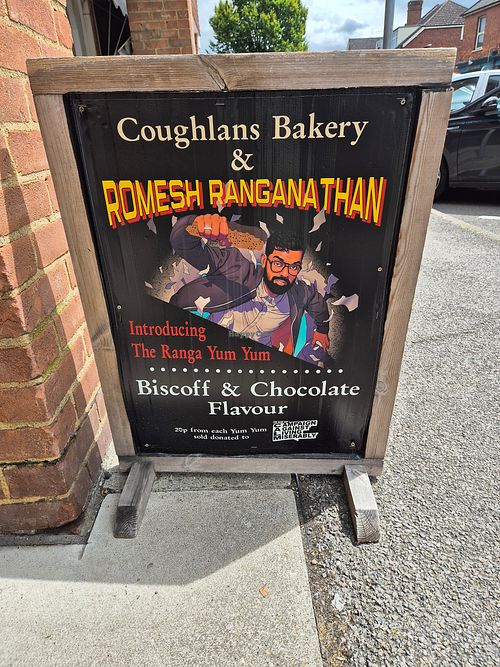 Coughlans Bakery
&
ROMESH RANGANATHAN
Introducing
The Ranga Yum Yum
Biscoff & Chocolate
Flavour
20p from each Yum Yum
sold donated to
CAMPAIGN
AGAINST
LIVING
MISERABLY